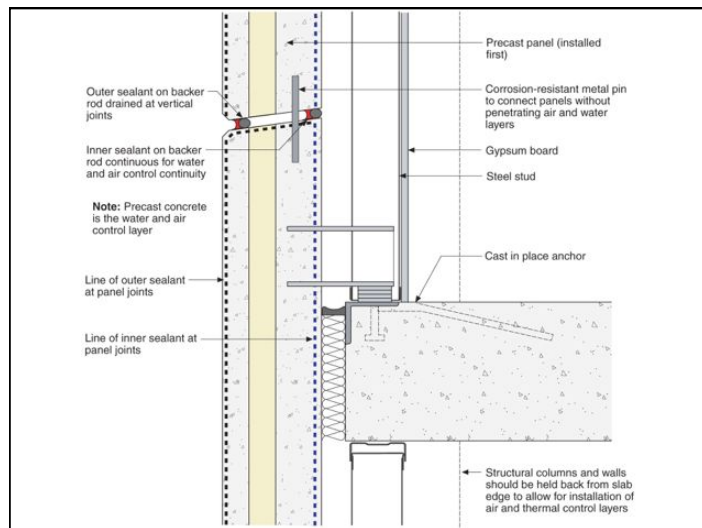 Precast panel (installed
first)
Outer sealant on backer
rod drained at vertical
joints
Corrosion-resistant metal pin
to connect panels without
penetrating air and water
layers
Inner sealant on backer
rod continuous for water
and air control continuity
Gypsum board
Steel stud
Note: Precast concrete
is the water and air
control layer
Cast in place anchor
Line of outer sealant
at panel joints
Line of inner sealant at
panel joints
Structural columns and walls
should be held back from slab
edge to allow for installation of
air and thermal control layers